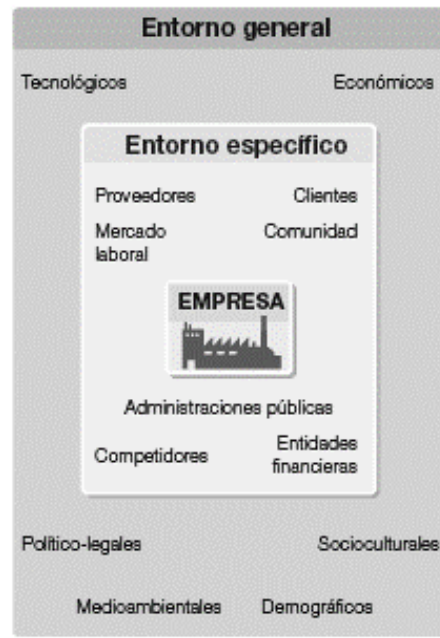 Entorno general
Tecnológicos Económicos
Entorno específico
Proveedores Clientes
Mercado Comunidad
laboral
EMPRESA
Administraciones públicas
Competidores Entidades
financieras
Político-legales Socioculturales
Medioambientales Demográficos